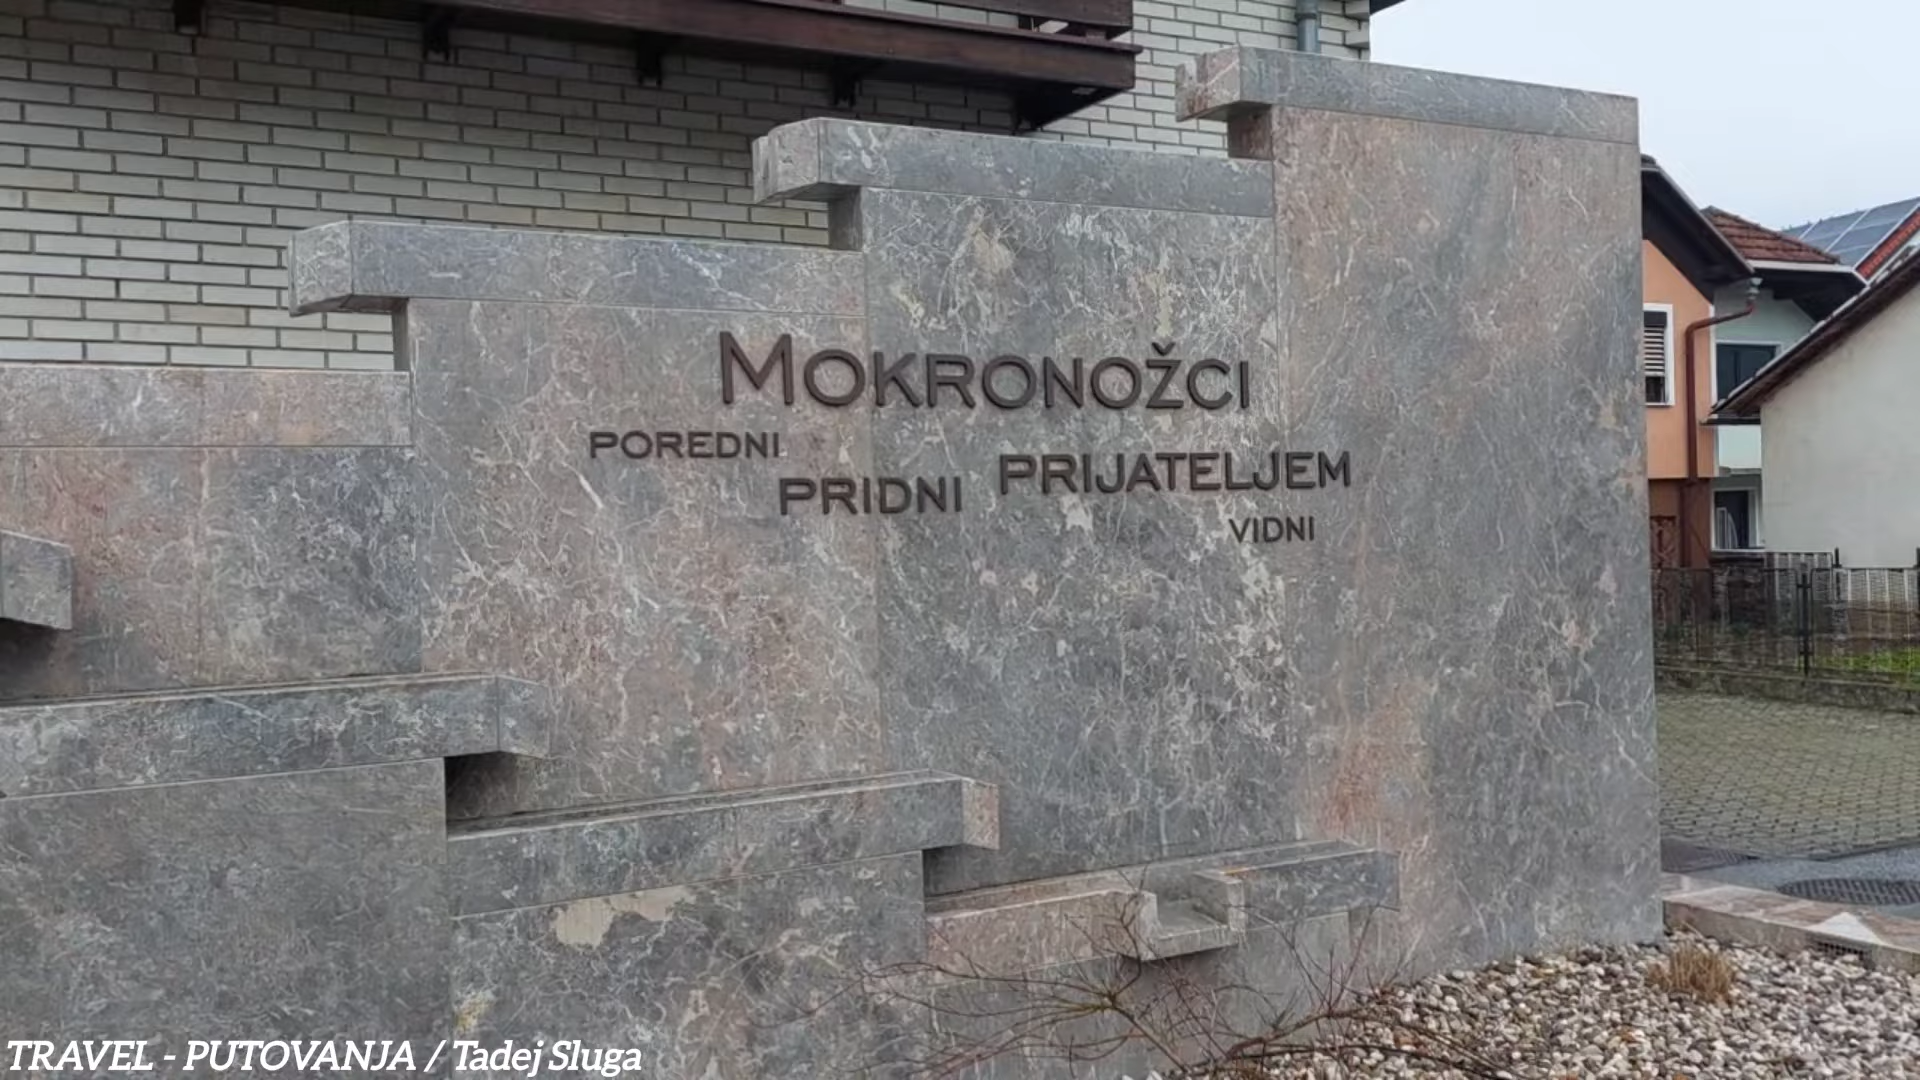 MOKRONOŽCI
POREDNI
PRIDNI PRIJATELJEM
VIDNI
TRAVEL - PUTOVANJA / Tadej Sluga